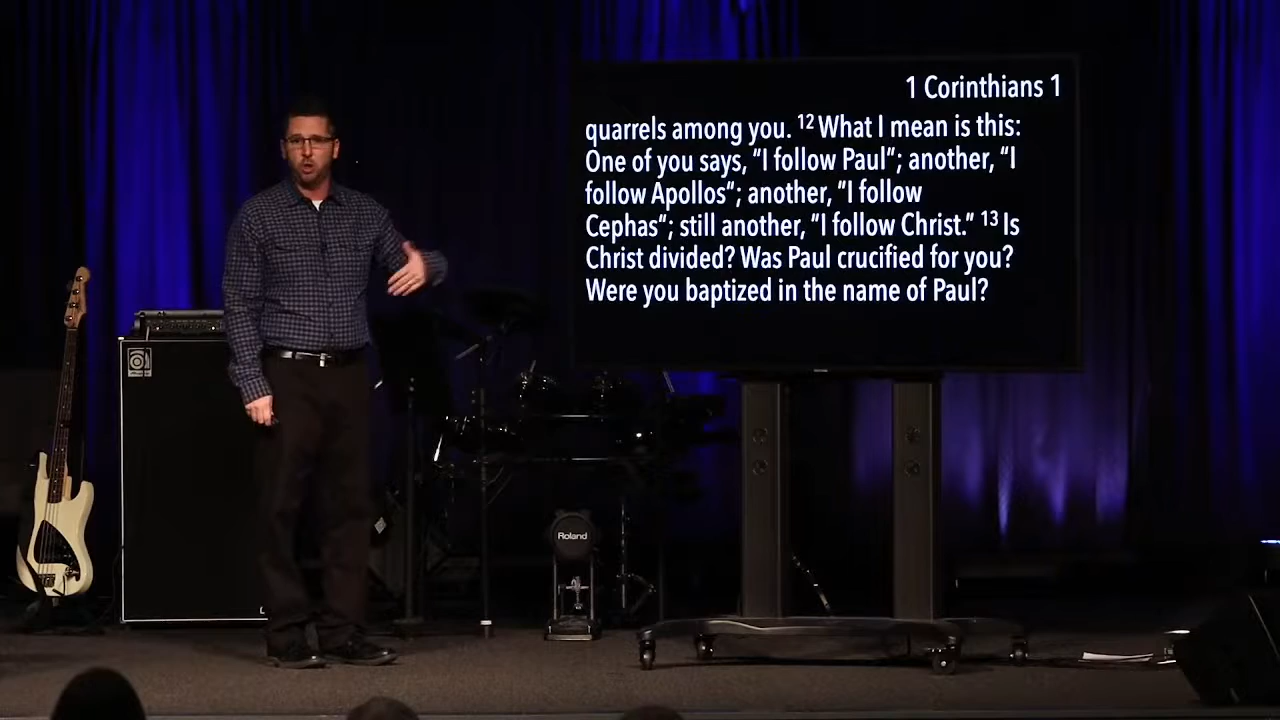 1 Corinthians 1
quarrels among you. 12 What I mean is this:
One of you says, “I follow Paul“; another, “I
follow Apollos“; another, “I follow
Cephas“; still another, “I follow Christ.” 13 Is
Christ divided? Was Paul crucified for you?
Were you baptized in the name of Paul?
Roland